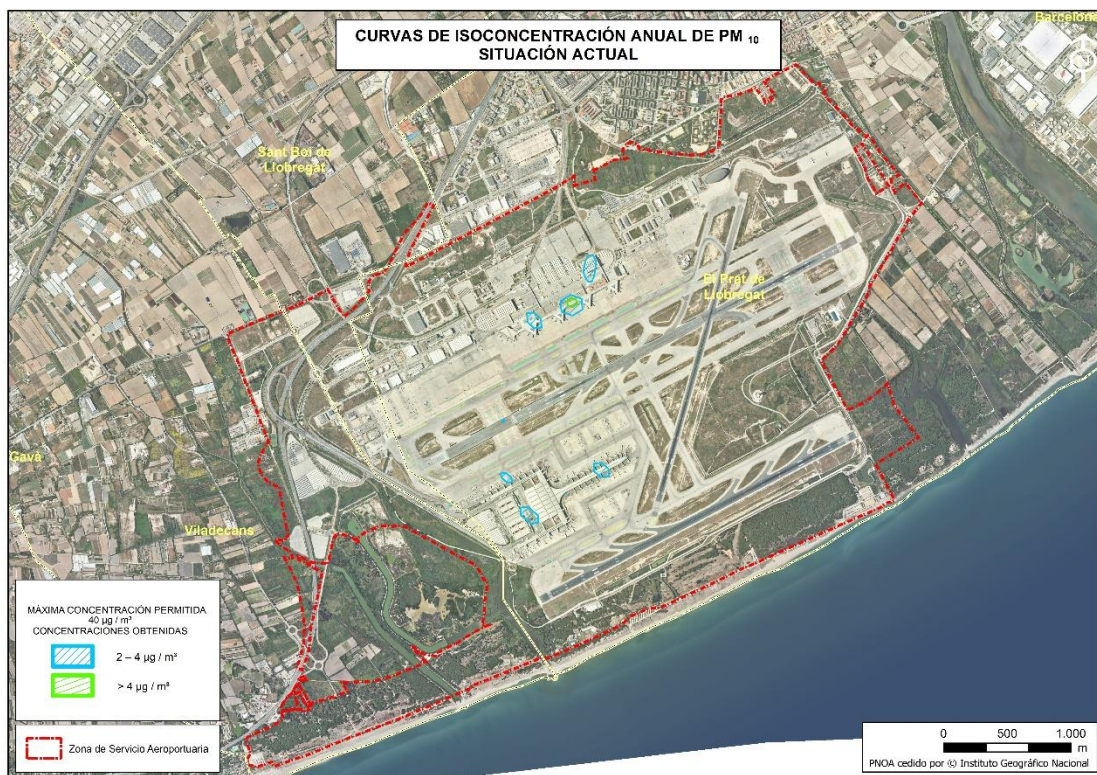 CURVAS DE ISOCONCENTRACIÓN ANUAL DE PM 10
SITUACIÓN ACTUAL
Barcelona
Sant Boi de
Llobregat
El Prat de
Llobregat
Gavà
Viladecans
MÁXIMA CONCENTRACIÓN PERMITIDA
40 µg / m³
CONCENTRACIONES OBTENIDAS
2 – 4 µg / m³
> 4 µg / m³
Zona de Servicio Aeroportuaria
0 500 1.000
m
PNOA cedido por © Instituto Geográfico Nacional